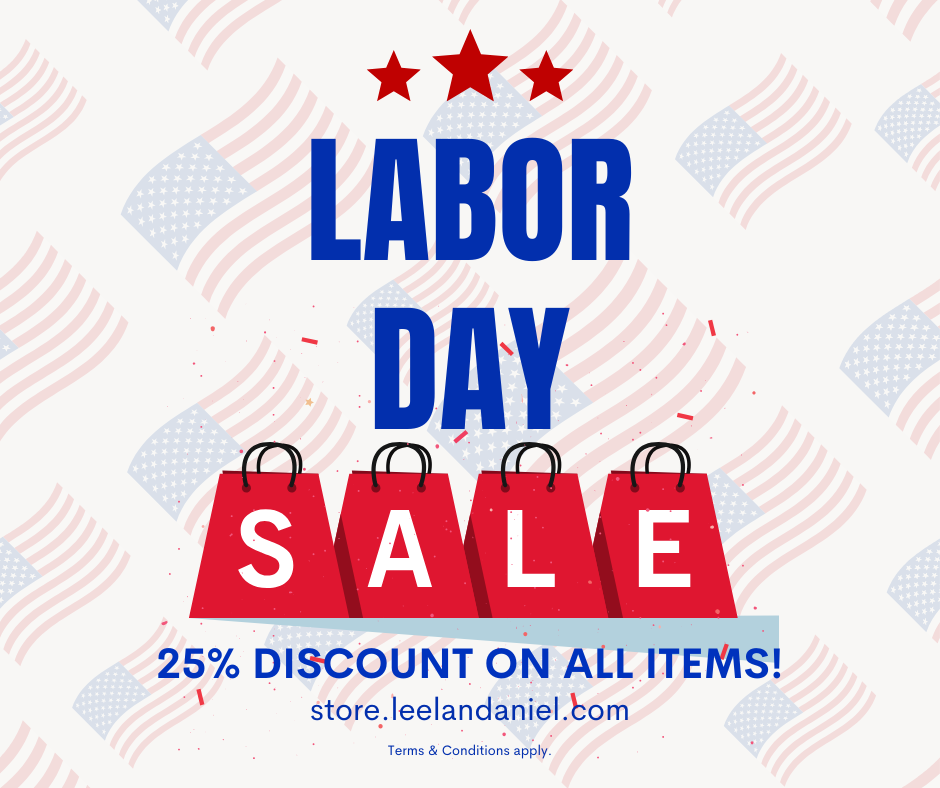 LABOR
DAY
SALE
25% DISCOUNT ON ALL ITEMS!
store.leelandaniel.com
Terms & Conditions apply.